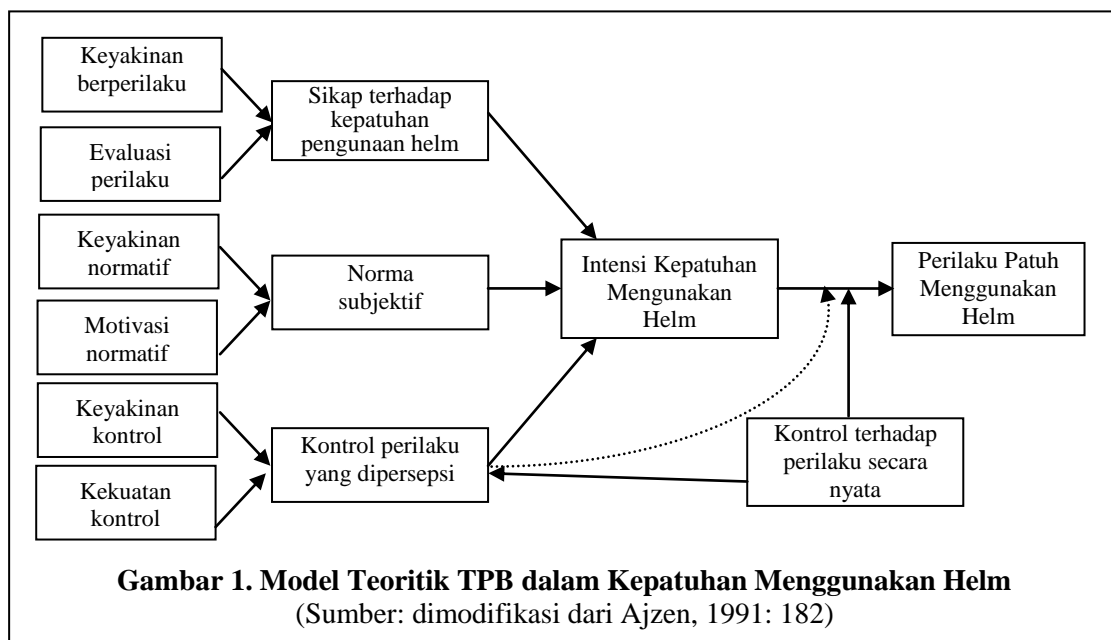 Keyakinan
berperilaku
Evaluasi
perilaku
Sikap terhadap
kepatuhan
pengunaan helm
Keyakinan
normatif
Motivasi
normatif
Norma
subjektif
Keyakinan
kontrol
Kekuatan
kontrol
Kontrol perilaku
yang dipersepsi
Intensi Kepatuhan
Mengunakan
Helm
Perilaku Patuh
Menggunakan
Helm
Kontrol terhadap
perilaku secara
nyata
Gambar 1. Model Teoritik TPB dalam Kepatuhan Menggunakan Helm
(Sumber: dimodifikasi dari Ajzen, 1991: 182)